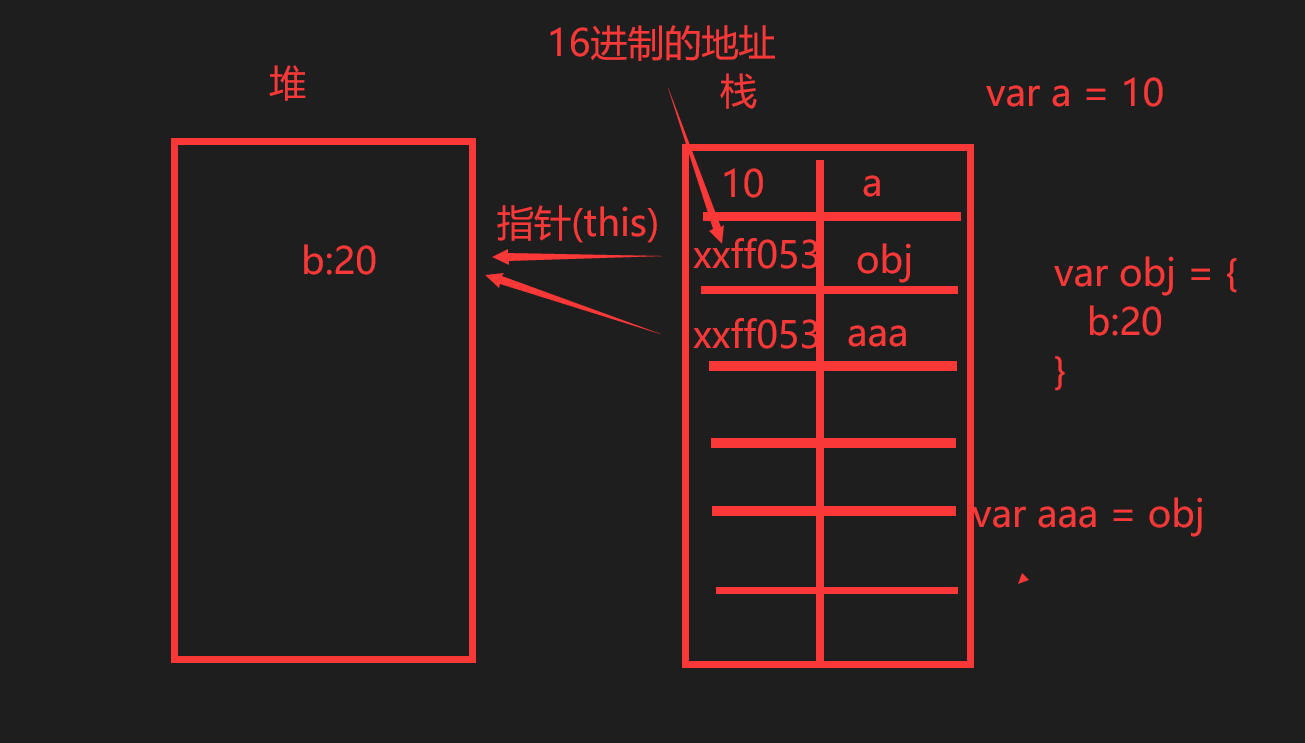 16进制的地址
堆
栈
var a = 10
10 a
指针(this)
xxff053 obj
b:20
var obj = {
b:20
}
xxff053 aaa
var aaa = obj